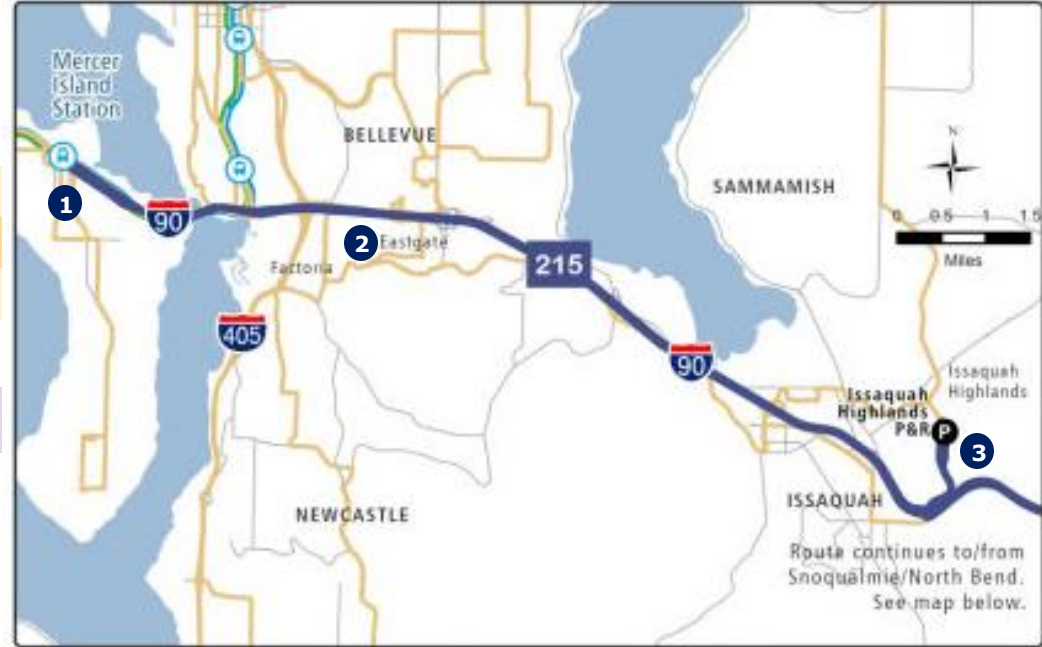 Mercer
Island
Station
BELLEVUE
SAMMAMISH
N
0 0.5 1 1.5
Miles
1
90
2
Eastgate
Factoria
215
405
90
Issaquah
Highlands
Issaquah
Highlands
P&R
P
3
ISSAQUAH
NEWCASTLE
Route continues to/from
Snoqualmie/North Bend.
See map below.